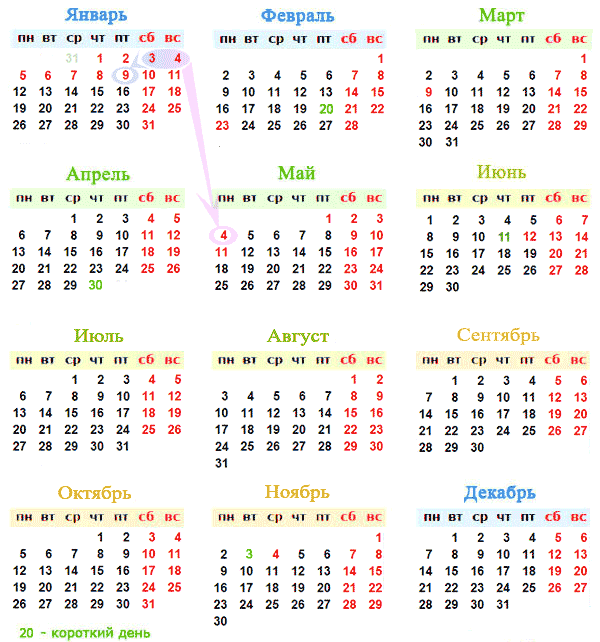 Январь
пн вт ср чт пт сб вс
31 1 2 3 4
5 6 7 8 9 10 11
12 13 14 15 16 17 18
19 20 21 22 23 24 25
26 27 28 29 30 31
Февраль
пн вт ср чт пт сб вс
1
2 3 4 5 6 7 8
9 10 11 12 13 14 15
16 17 18 19 20 21 22
23 24 25 26 27 28
Март
пн вт ср чт пт сб вс
1
2 3 4 5 6 7 8
9 10 11 12 13 14 15
16 17 18 19 20 21 22
23 24 25 26 27 28 29
30 31
Апрель
пн вт ср чт пт сб вс
1 2 3 4 5
6 7 8 9 10 11 12
13 14 15 16 17 18 19
20 21 22 23 24 25 26
27 28 29 30
Май
пн вт ср чт пт сб вс
1 2 3
4 5 6 7 8 9 10
11 12 13 14 15 16 17
18 19 20 21 22 23 24
25 26 27 28 29 30 31
Июнь
пн вт ср чт пт сб вс
1 2 3 4 5 6 7
8 9 10 11 12 13 14
15 16 17 18 19 20 21
22 23 24 25 26 27 28
29 30
Июль
пн вт ср чт пт сб вс
1 2 3 4 5
6 7 8 9 10 11 12
13 14 15 16 17 18 19
20 21 22 23 24 25 26
27 28 29 30 31
Август
пн вт ср чт пт сб вс
1 2
3 4 5 6 7 8 9
10 11 12 13 14 15 16
17 18 19 20 21 22 23
24 25 26 27 28 29 30
31
Сентябрь
пн вт ср чт пт сб вс
1 2 3 4 5 6
7 8 9 10 11 12 13
14 15 16 17 18 19 20
21 22 23 24 25 26 27
28 29 30
Октябрь
пн вт ср чт пт сб вс
1 2 3 4
5 6 7 8 9 10 11
12 13 14 15 16 17 18
19 20 21 22 23 24 25
26 27 28 29 30 31
Ноябрь
пн вт ср чт пт сб вс
1
2 3 4 5 6 7 8
9 10 11 12 13 14 15
16 17 18 19 20 21 22
23 24 25 26 27 28 29
30
Декабрь
пн вт ср чт пт сб вс
1 2 3 4 5 6
7 8 9 10 11 12 13
14 15 16 17 18 19 20
21 22 23 24 25 26 27
28 29 30 31
20 - короткий день